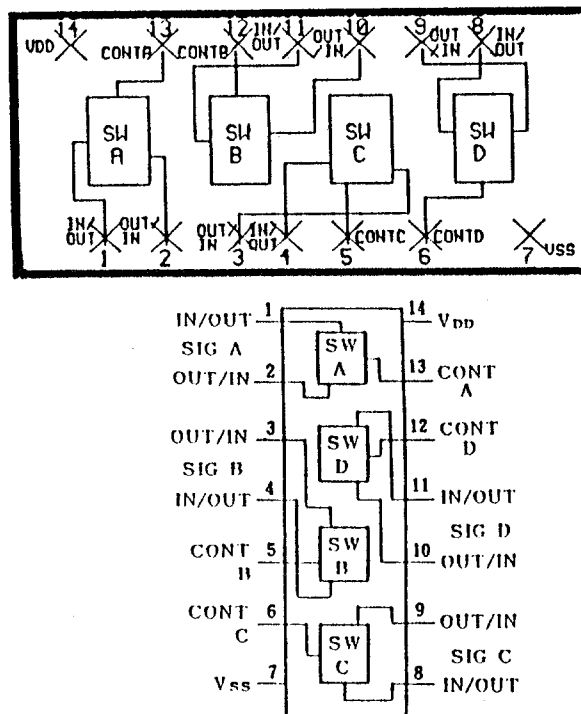 14 13 12 IN/OUT 11 OUT/IN 10 9 OUT/IN 8 IN/OUT
VDD CONTA CONTB
SW A SW B SW C SW D
IN/OUT OUT/IN OUT/IN IN/OUT CONTC CONTD VSS
1 2 3 4 5 6 7
1 14
IN/OUT VDD
SIG A SW A
2 13
OUT/IN CONT A
3 12
OUT/IN CONT D
SIG B SW D
4 11
IN/OUT IN/OUT
SIG D
5 10
CONT B SW B OUT/IN
6 9
CONT C OUT/IN
SW C SIG C
7 8
VSS IN/OUT